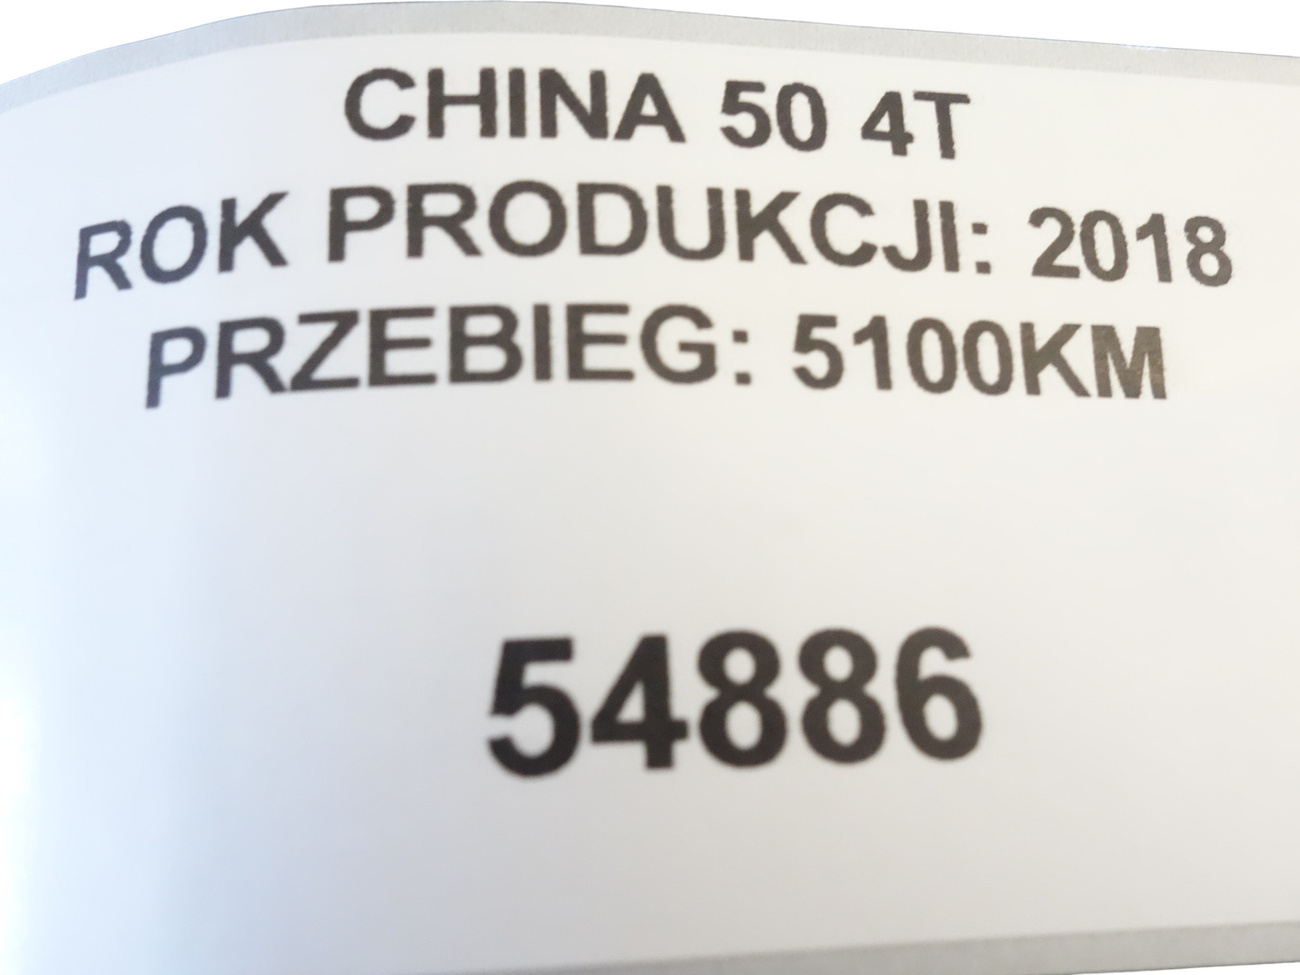 CHINA 50 4T
ROK PRODUKCJI: 2018
PRZEBIEG: 5100KM
54886